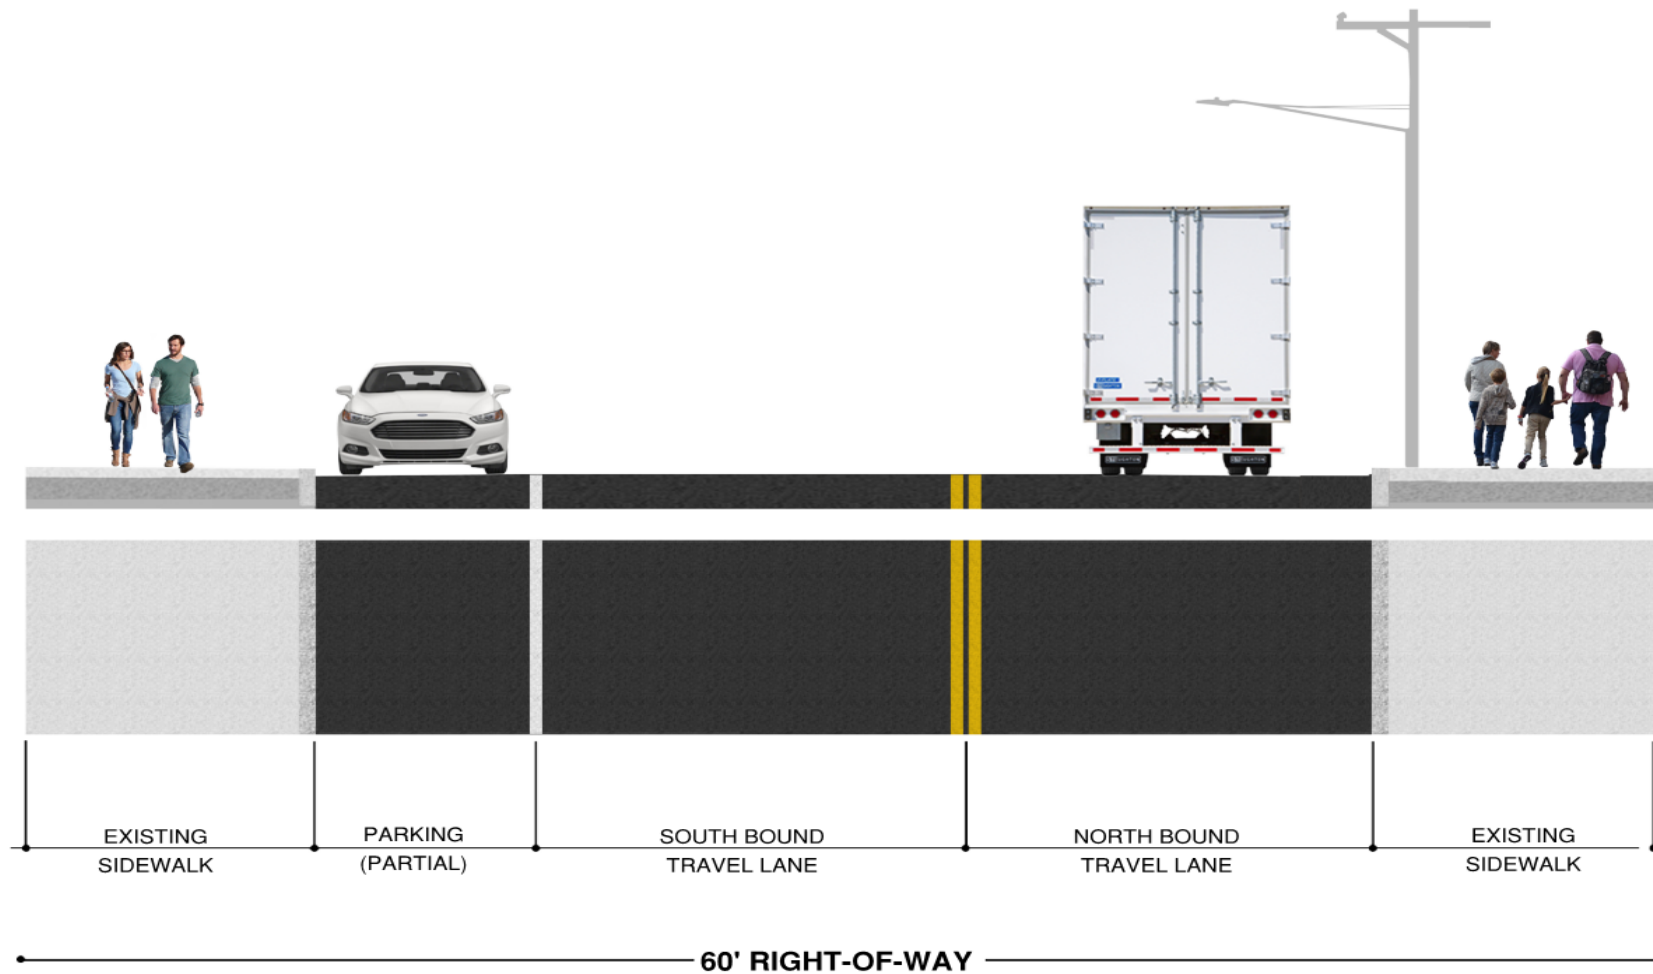 EXISTING
SIDEWALK
PARKING
(PARTIAL)
SOUTH BOUND
TRAVEL LANE
NORTH BOUND
TRAVEL LANE
EXISTING
SIDEWALK
60' RIGHT-OF-WAY